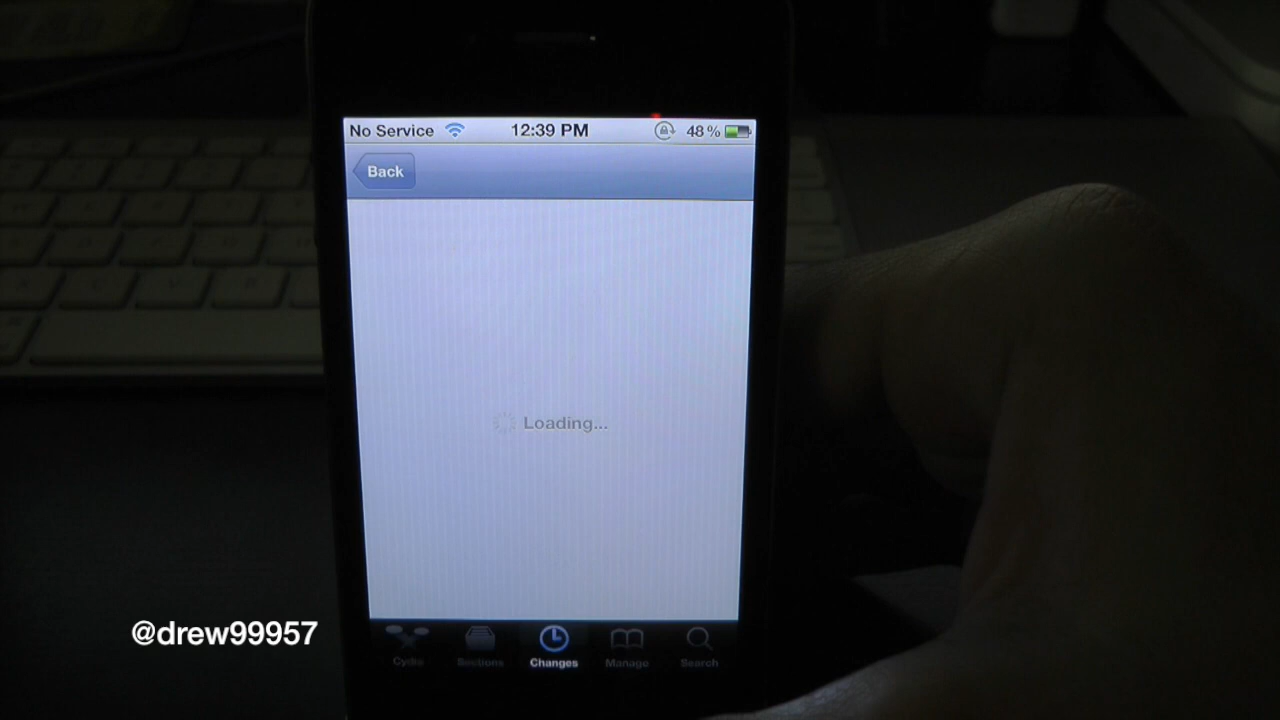 No Service 12:39 PM 48%
Back
Loading...
@drew99957
Cydia Sections Changes Manage Search